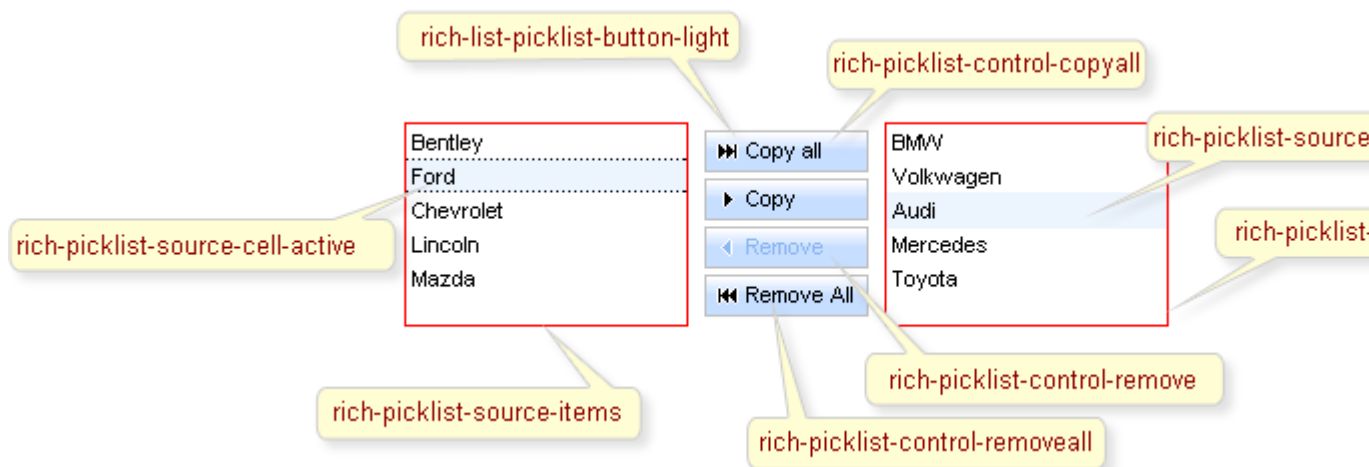 rich-list-picklist-button-light
rich-picklist-control-copyall
Bentley
Ford
Chevrolet
Lincoln
Mazda
Copy all
Copy
Remove
Remove All
BMW
Volkwagen
Audi
Mercedes
Toyota
rich-picklist-source
rich-picklist-
rich-picklist-source-cell-active
rich-picklist-control-remove
rich-picklist-source-items
rich-picklist-control-removeall